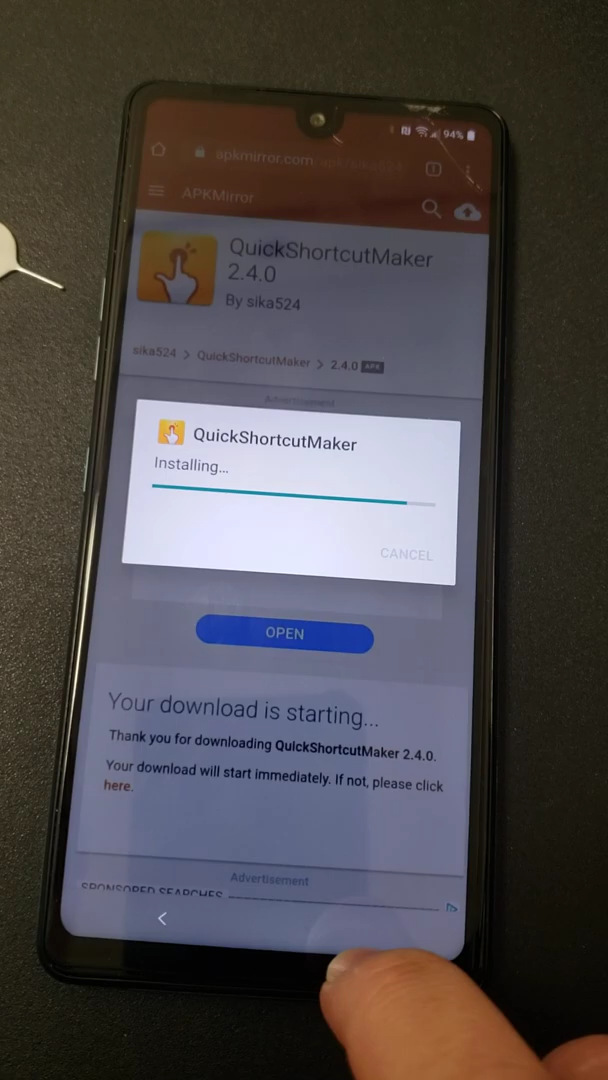 94%
apkmirror.com/apk/sika524
APKMirror
QuickShortcutMaker
2.4.0
By sika524
sika524 > QuickShortcutMaker > 2.4.0 APK
Advertisement
QuickShortcutMaker
Installing...
CANCEL
OPEN
Your download is starting...
Thank you for downloading QuickShortcutMaker 2.4.0.
Your download will start immediately. If not, please click
here.
Advertisement
SPONSORED SEARCHES